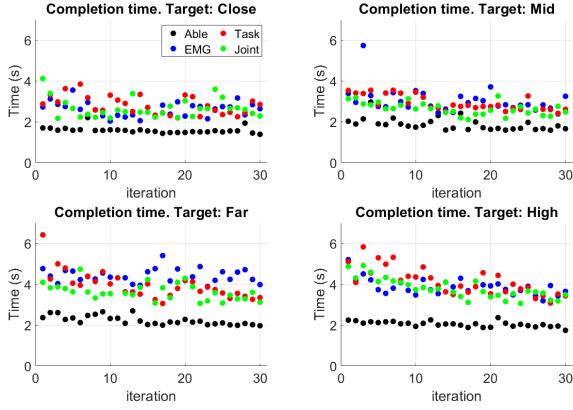 Completion time. Target: Close
Able
Task
EMG
Joint
Time (s)
6
4
2
0
0
10
20
30
iteration
Completion time. Target: Mid
Time (s)
6
4
2
0
0
10
20
30
iteration
Completion time. Target: Far
Time (s)
6
4
2
0
0
10
20
30
iteration
Completion time. Target: High
Time (s)
6
4
2
0
0
10
20
30
iteration